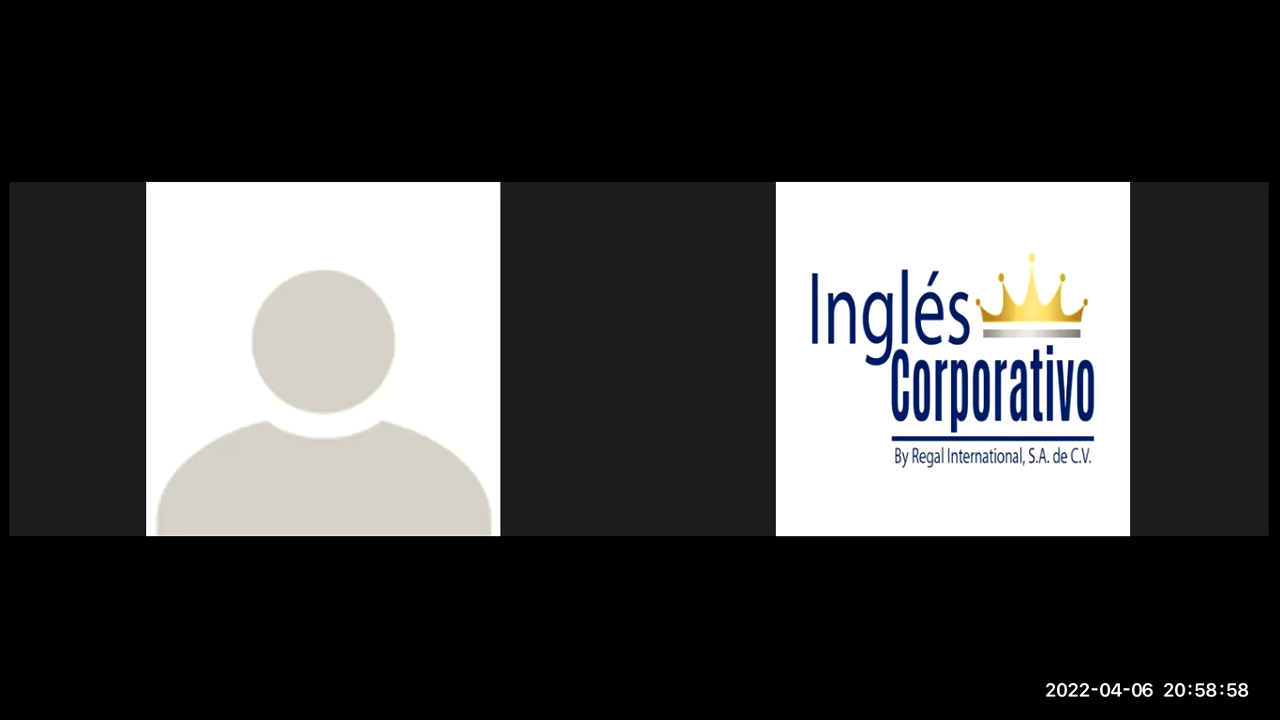 Inglés
Corporativo
By Regal International, S.A. de C.V.
2022-04-06 20:58:58